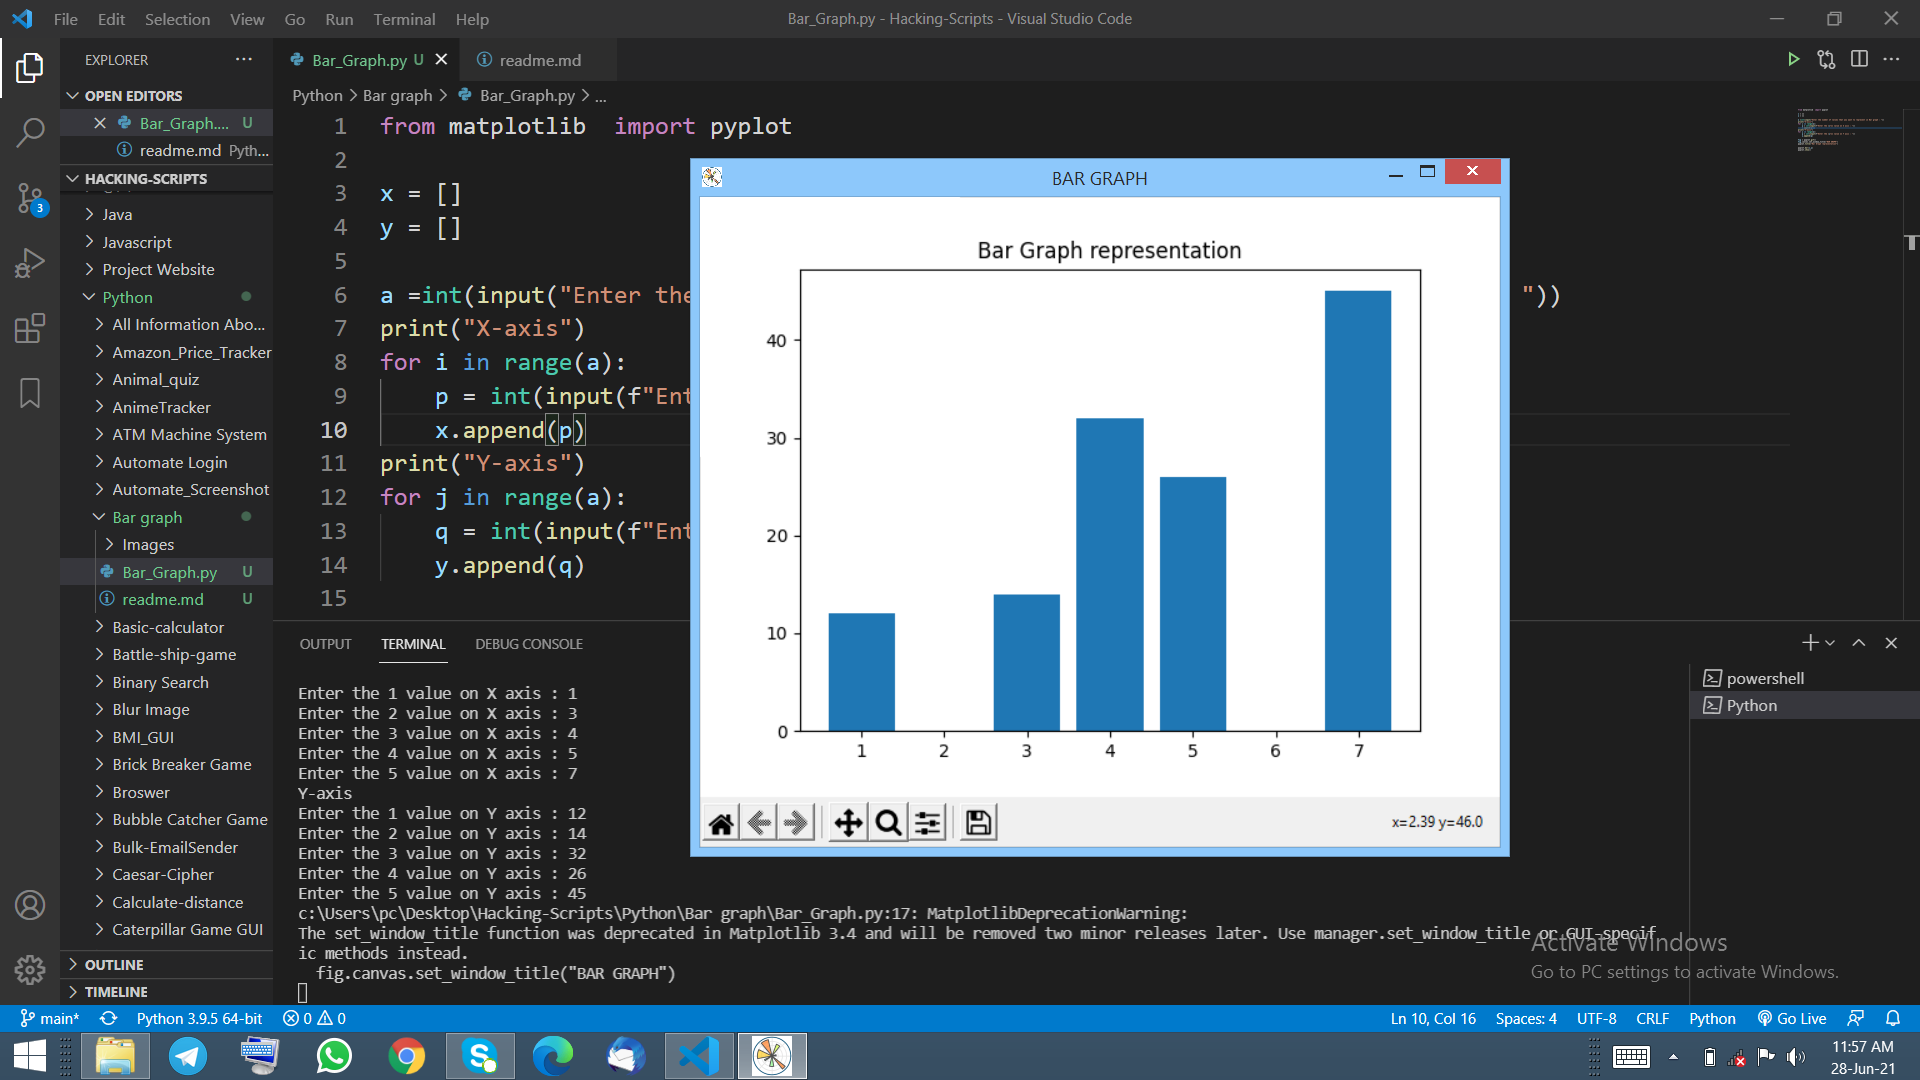 File Edit Selection View Go Run Terminal Help
Bar_Graph.py - Hacking-Scripts - Visual Studio Code
EXPLORER
OPEN EDITORS
Bar_Graph.... U
readme.md Pyth...
HACKING-SCRIPTS
Java
Javascript
Project Website
Python
All Information Abo...
Amazon_Price_Tracker
Animal_quiz
AnimeTracker
ATM Machine System
Automate Login
Automate_Screenshot
Bar graph
Images
Bar_Graph.py U
readme.md U
Basic-calculator
Battle-ship-game
Binary Search
Blur Image
BMI_GUI
Brick Breaker Game
Broswer
Bubble Catcher Game
Bulk-EmailSender
Caesar-Cipher
Calculate-distance
Caterpillar Game GUI
OUTLINE
TIMELINE
3
Bar_Graph.py U
readme.md
Python > Bar graph > Bar_Graph.py > ...
1 from matplotlib  import pyplot
2
3 x = []
4 y = []
5
6 a =int(input("Enter the "))
7 print("X-axis")
8 for i in range(a):
9     p = int(input(f"Ent
10     x.append(p)
11 print("Y-axis")
12 for j in range(a):
13     q = int(input(f"Ent
14     y.append(q)
15
BAR GRAPH
Bar Graph representation
40
30
20
10
0
1 2 3 4 5 6 7
x=2.39 y=46.0
OUTPUT TERMINAL DEBUG CONSOLE
Enter the 1 value on X axis : 1
Enter the 2 value on X axis : 3
Enter the 3 value on X axis : 4
Enter the 4 value on X axis : 5
Enter the 5 value on X axis : 7
Y-axis
Enter the 1 value on Y axis : 12
Enter the 2 value on Y axis : 14
Enter the 3 value on Y axis : 32
Enter the 4 value on Y axis : 26
Enter the 5 value on Y axis : 45
c:\Users\pc\Desktop\Hacking-Scripts\Python\Bar graph\Bar_Graph.py:17: MatplotlibDeprecationWarning:
The set_window_title function was deprecated in Matplotlib 3.4 and will be removed two minor releases later. Use manager.set_window_title or GUI-specif
ic methods instead.
fig.canvas.set_window_title("BAR GRAPH")
powershell
Python
Activate Windows
Go to PC settings to activate Windows.
main* Python 3.9.5 64-bit 0 0
Ln 10, Col 16 Spaces: 4 UTF-8 CRLF Python Go Live
11:57 AM
28-Jun-21